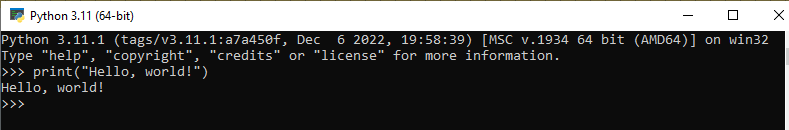 Python 3.11 (64-bit)
Python 3.11.1 (tags/v3.11.1:a7a450f, Dec  6 2022, 19:58:39) [MSC v.1934 64 bit (AMD64)] on win32
Type "help", "copyright", "credits" or "license" for more information.
>>> print("Hello, world!")
Hello, world!
>>>